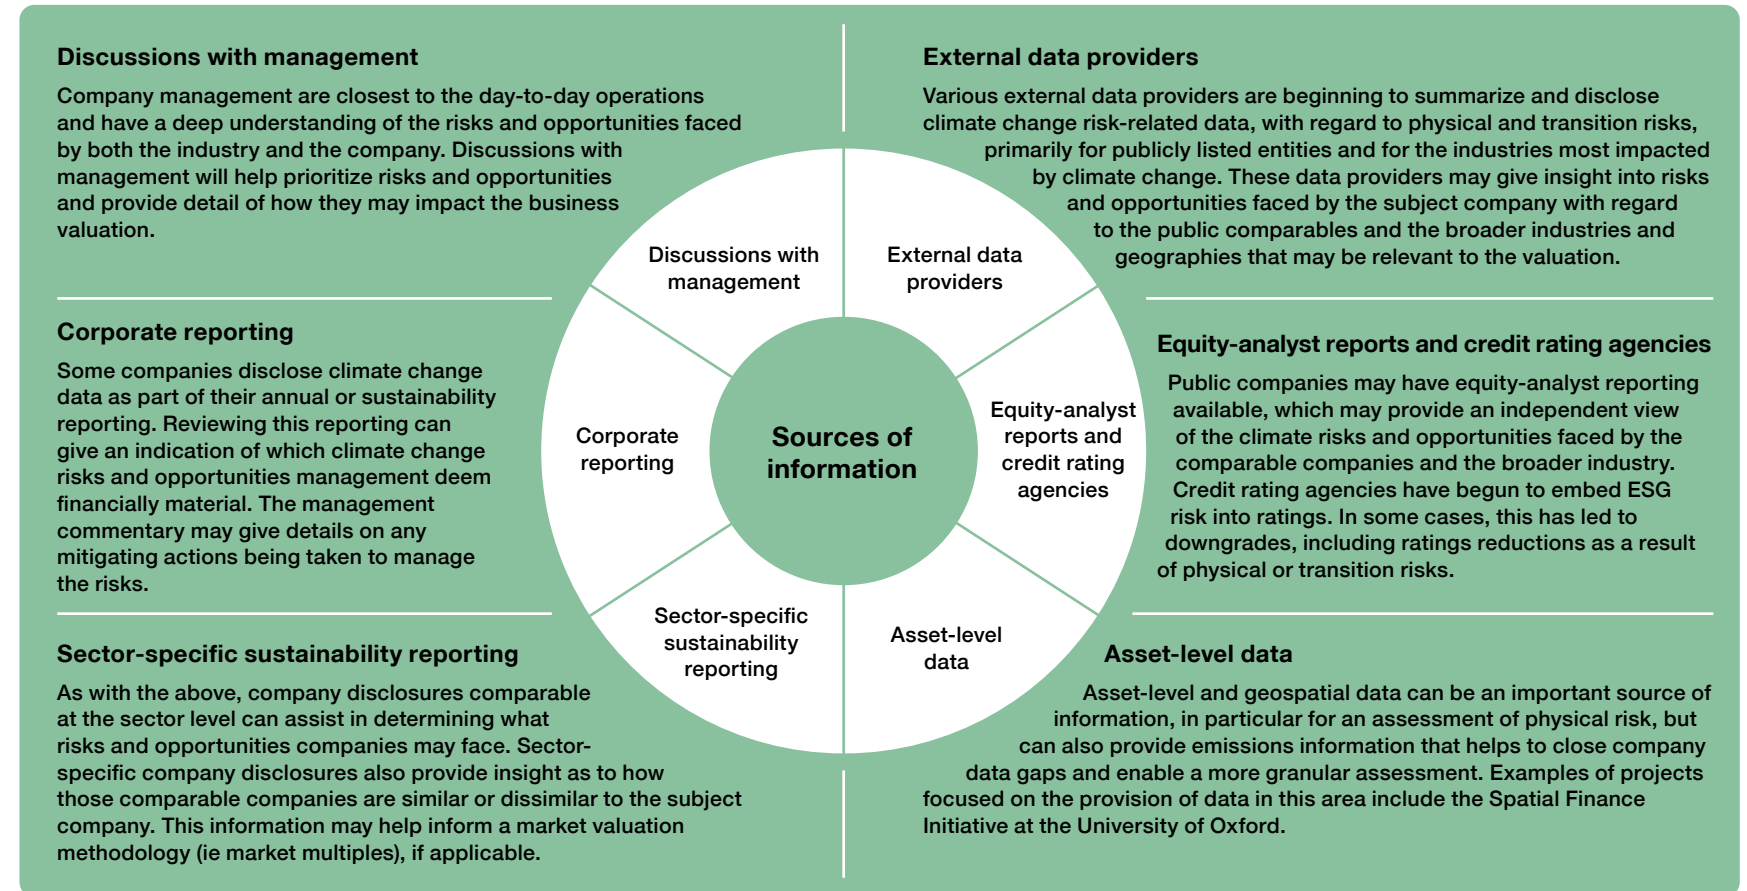 Discussions with management
Company management are closest to the day-to-day operations
and have a deep understanding of the risks and opportunities faced
by both the industry and the company. Discussions with
management will help prioritize risks and opportunities
and provide detail of how they may impact the business
valuation.
Corporate reporting
Some companies disclose climate change
data as part of their annual or sustainability
reporting. Reviewing this reporting can
give an indication of which climate change
risks and opportunities management deem
financially material. The management
commentary may give details on any
mitigating actions being taken to manage
the risks.
Sector-specific sustainability reporting
As with the above, company disclosures comparable
at the sector level can assist in determining what
risks and opportunities companies may face. Sector-
specific company disclosures also provide insight as to how
those comparable companies are similar or dissimilar to the subject
company. This information may help inform a market valuation
methodology (ie market multiples), if applicable.
Discussions with
management
External data
providers
Corporate
reporting
Sources of
information
Equity-analyst
reports and
credit rating
agencies
Sector-specific
sustainability
reporting
Asset-level
data
External data providers
Various external data providers are beginning to summarize and disclose
climate change risk-related data, with regard to physical and transition risks,
primarily for publicly listed entities and for the industries most impacted
by climate change. These data providers may give insight into risks
and opportunities faced by the subject company with regard
to the public comparables and the broader industries and
geographies that may be relevant to the valuation.
Equity-analyst reports and credit rating agencies
Public companies may have equity-analyst reporting
available, which may provide an independent view
of the climate risks and opportunities faced by the
comparable companies and the broader industry.
Credit rating agencies have begun to embed ESG
risk into ratings. In some cases, this has led to
downgrades, including ratings reductions as a result
of physical or transition risks.
Asset-level data
Asset-level and geospatial data can be an important source of
information, in particular for an assessment of physical risk, but
can also provide emissions information that helps to close company
data gaps and enable a more granular assessment. Examples of projects
focused on the provision of data in this area include the Spatial Finance
Initiative at the University of Oxford.